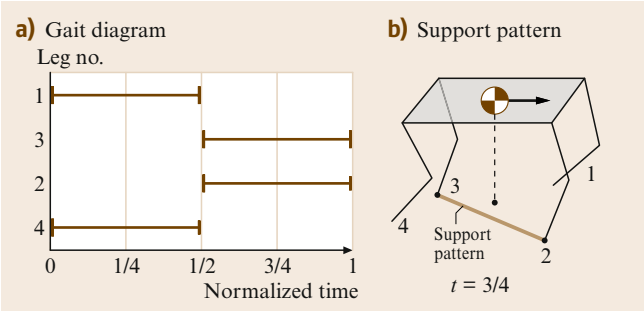 a) Gait diagram
Leg no.
1
3
2
4
0 1/4 1/2 3/4 1
Normalized time
b) Support pattern
1
3
4
Support
pattern
2
t = 3/4